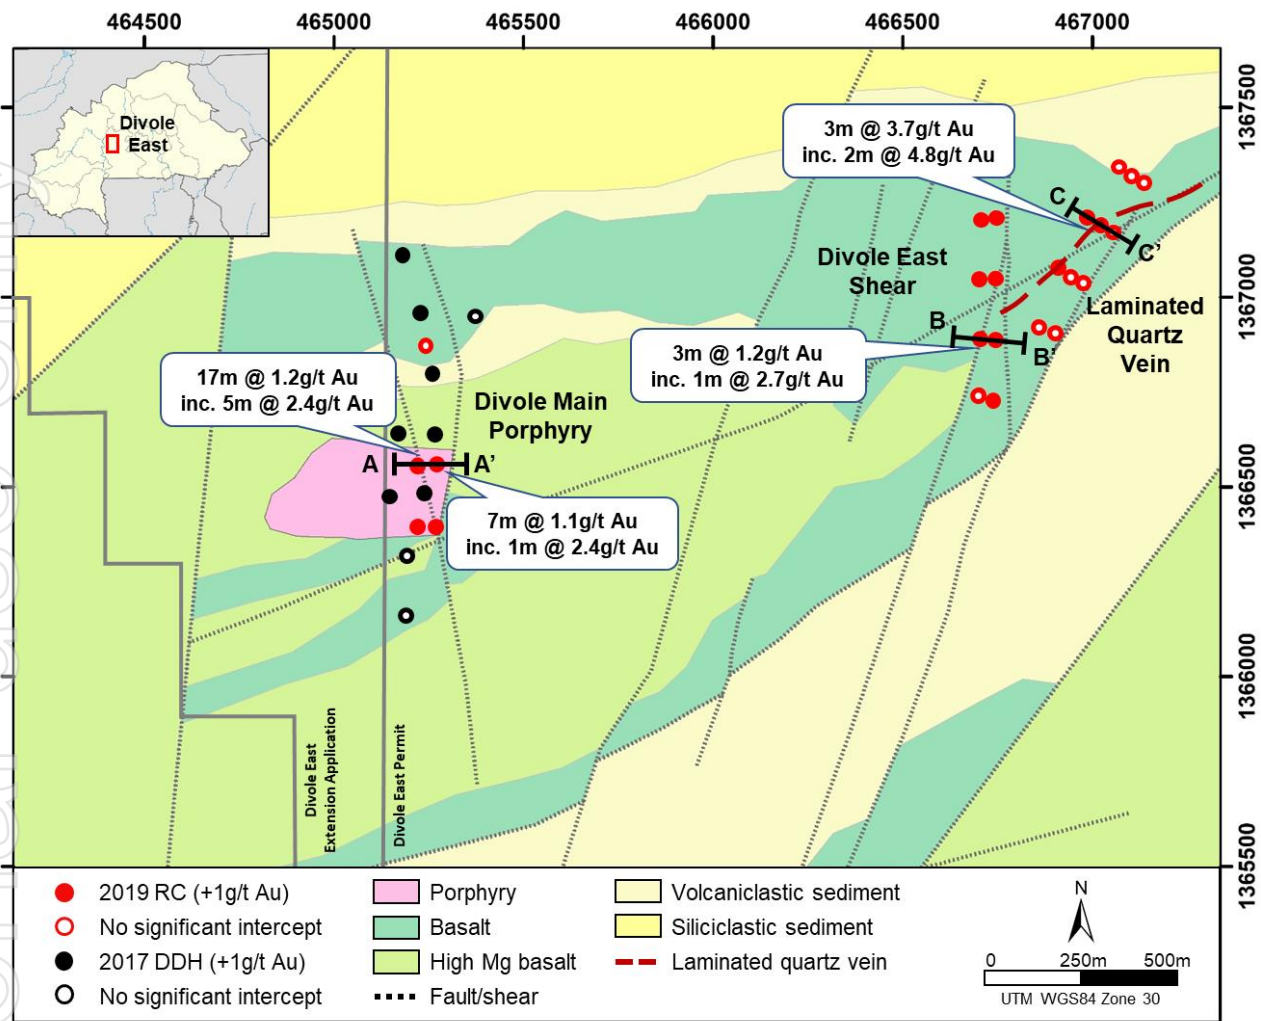 464500 465000 465500 466000 466500 467000
1367500
1367000
1366500
1366000
1365500
Divole
East
3m @ 3.7g/t Au
inc. 2m @ 4.8g/t Au
C
C'
Divole East
Shear
Laminated
Quartz
Vein
B
B'
3m @ 1.2g/t Au
inc. 1m @ 2.7g/t Au
17m @ 1.2g/t Au
inc. 5m @ 2.4g/t Au
Divole Main
Porphyry
A
A'
7m @ 1.1g/t Au
inc. 1m @ 2.4g/t Au
Divole East
Extension Application
Divole East Permit
2019 RC (+1g/t Au)
No significant intercept
2017 DDH (+1g/t Au)
No significant intercept
Porphyry
Basalt
High Mg basalt
Fault/shear
Volcaniclastic sediment
Siliciclastic sediment
Laminated quartz vein
N
0 250m 500m
UTM WGS84 Zone 30